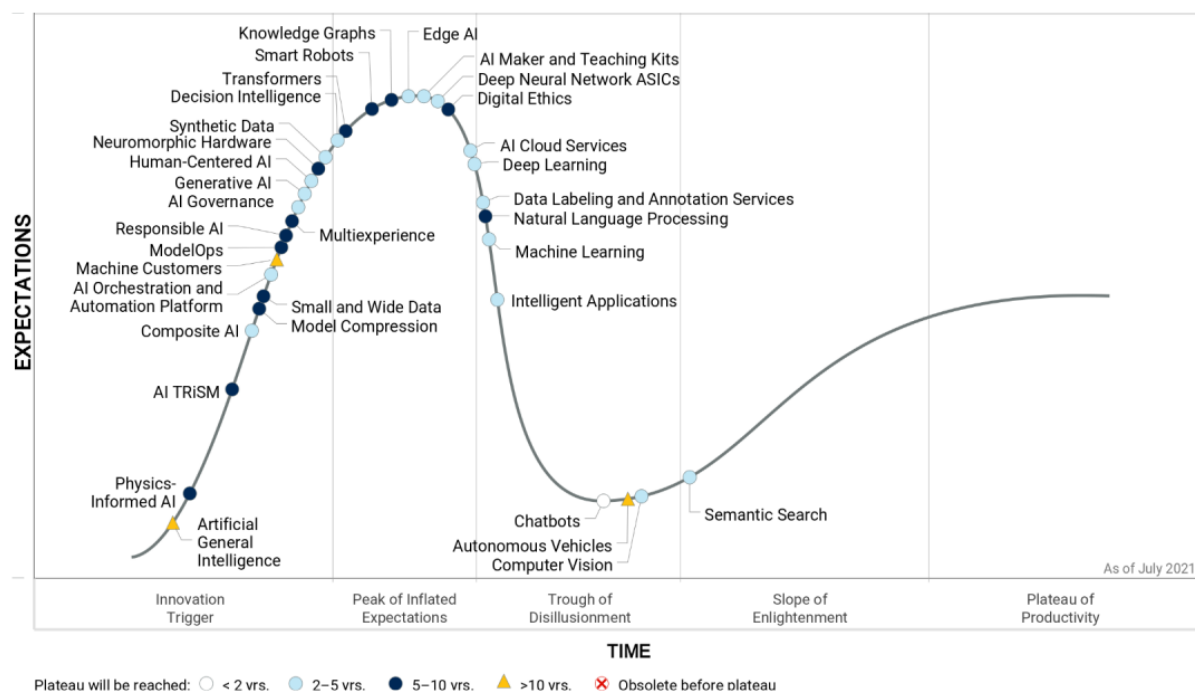 Knowledge Graphs
Edge AI
Smart Robots
AI Maker and Teaching Kits
Transformers
Deep Neural Network ASICs
Decision Intelligence
Digital Ethics
Synthetic Data
Neuromorphic Hardware
AI Cloud Services
Human-Centered AI
Deep Learning
Generative AI
AI Governance
Data Labeling and Annotation Services
Natural Language Processing
Responsible AI
Multiexperience
ModelOps
Machine Learning
Machine Customers
AI Orchestration and
Automation Platform
Small and Wide Data
Intelligent Applications
Composite AI
Model Compression
AI TRiSM
Physics-
Informed AI
Artificial
General
Intelligence
Chatbots
Autonomous Vehicles
Computer Vision
Semantic Search
EXPECTATIONS
As of July 2021
Innovation
Trigger
Peak of Inflated
Expectations
Trough of
Disillusionment
Slope of
Enlightenment
Plateau of
Productivity
TIME
Plateau will be reached: < 2 yrs. 2–5 yrs. 5–10 yrs. >10 yrs. Obsolete before plateau